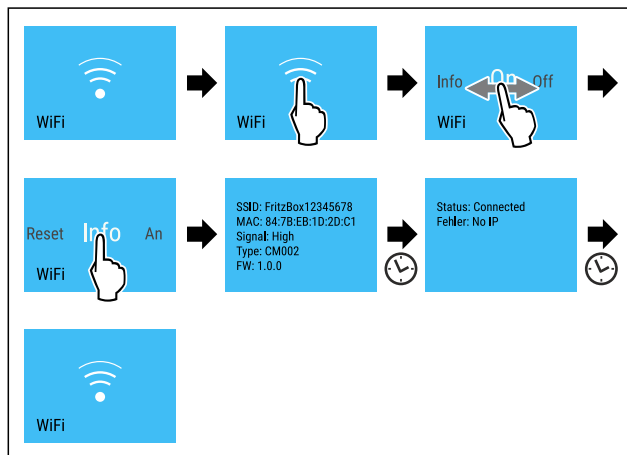 WiFi
WiFi
Info On Off
WiFi
Reset Info An
WiFi
SSID: FritzBox12345678
MAC: 84:7B:EB:1D:2D:C1
Signal: High
Type: CM002
FW: 1.0.0
Status: Connected
Fehler: No IP
WiFi